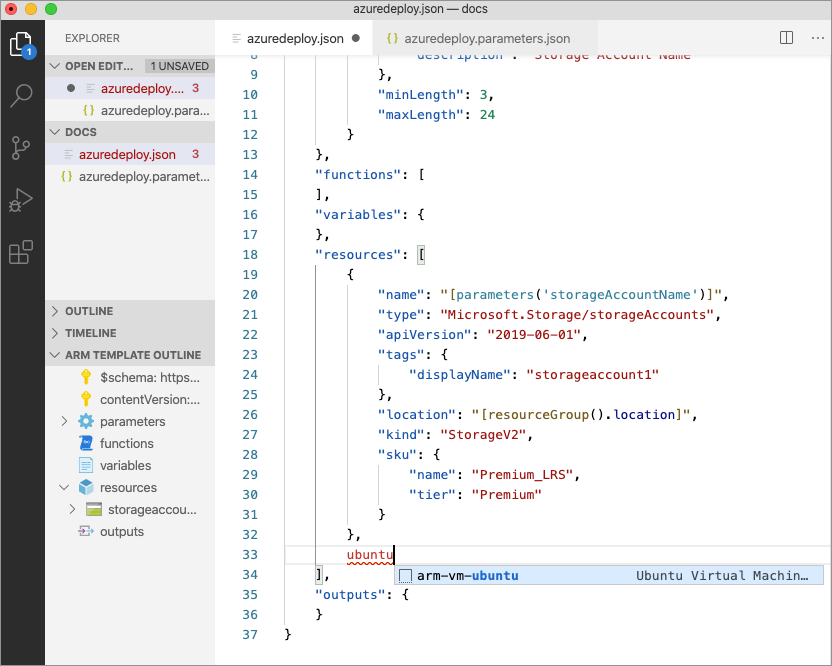 azuredeploy.json — docs
EXPLORER
azuredeploy.json
{} azuredeploy.parameters.json
1
OPEN EDIT... 1 UNSAVED
azuredeploy.... 3
{} azuredeploy.para...
DOCS
azuredeploy.json 3
{} azuredeploy.paramet...
OUTLINE
TIMELINE
ARM TEMPLATE OUTLINE
$schema: https...
contentVersion:...
parameters
functions
variables
resources
storageaccou...
outputs
8 "description": "Storage Account Name"
9 },
10 "minLength": 3,
11 "maxLength": 24
12 }
13 },
14 "functions": [
15 ],
16 "variables": {
17 },
18 "resources": [
19 {
20 "name": "[parameters('storageAccountName')]",
21 "type": "Microsoft.Storage/storageAccounts",
22 "apiVersion": "2019-06-01",
23 "tags": {
24 "displayName": "storageaccount1"
25 },
26 "location": "[resourceGroup().location]",
27 "kind": "StorageV2",
28 "sku": {
29 "name": "Premium_LRS",
30 "tier": "Premium"
31 }
32 },
33 ubuntu
34 ],
arm-vm-ubuntu Ubuntu Virtual Machin…
35 "outputs": {
36 }
37 }